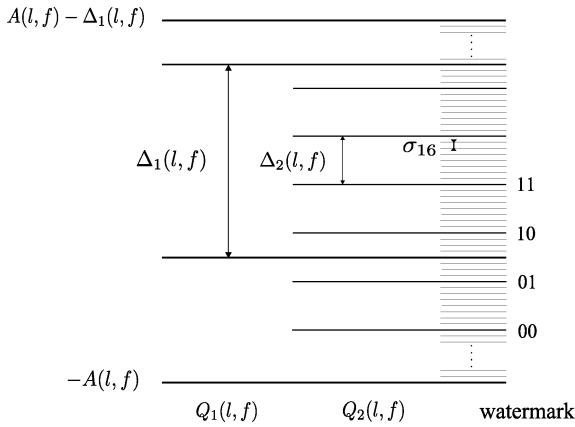 A(l, f) − Δ₁(l, f)
Δ₁(l, f)
Δ₂(l, f)
σ₁₆
11
10
01
00
−A(l, f)
Q₁(l, f)
Q₂(l, f)
watermark